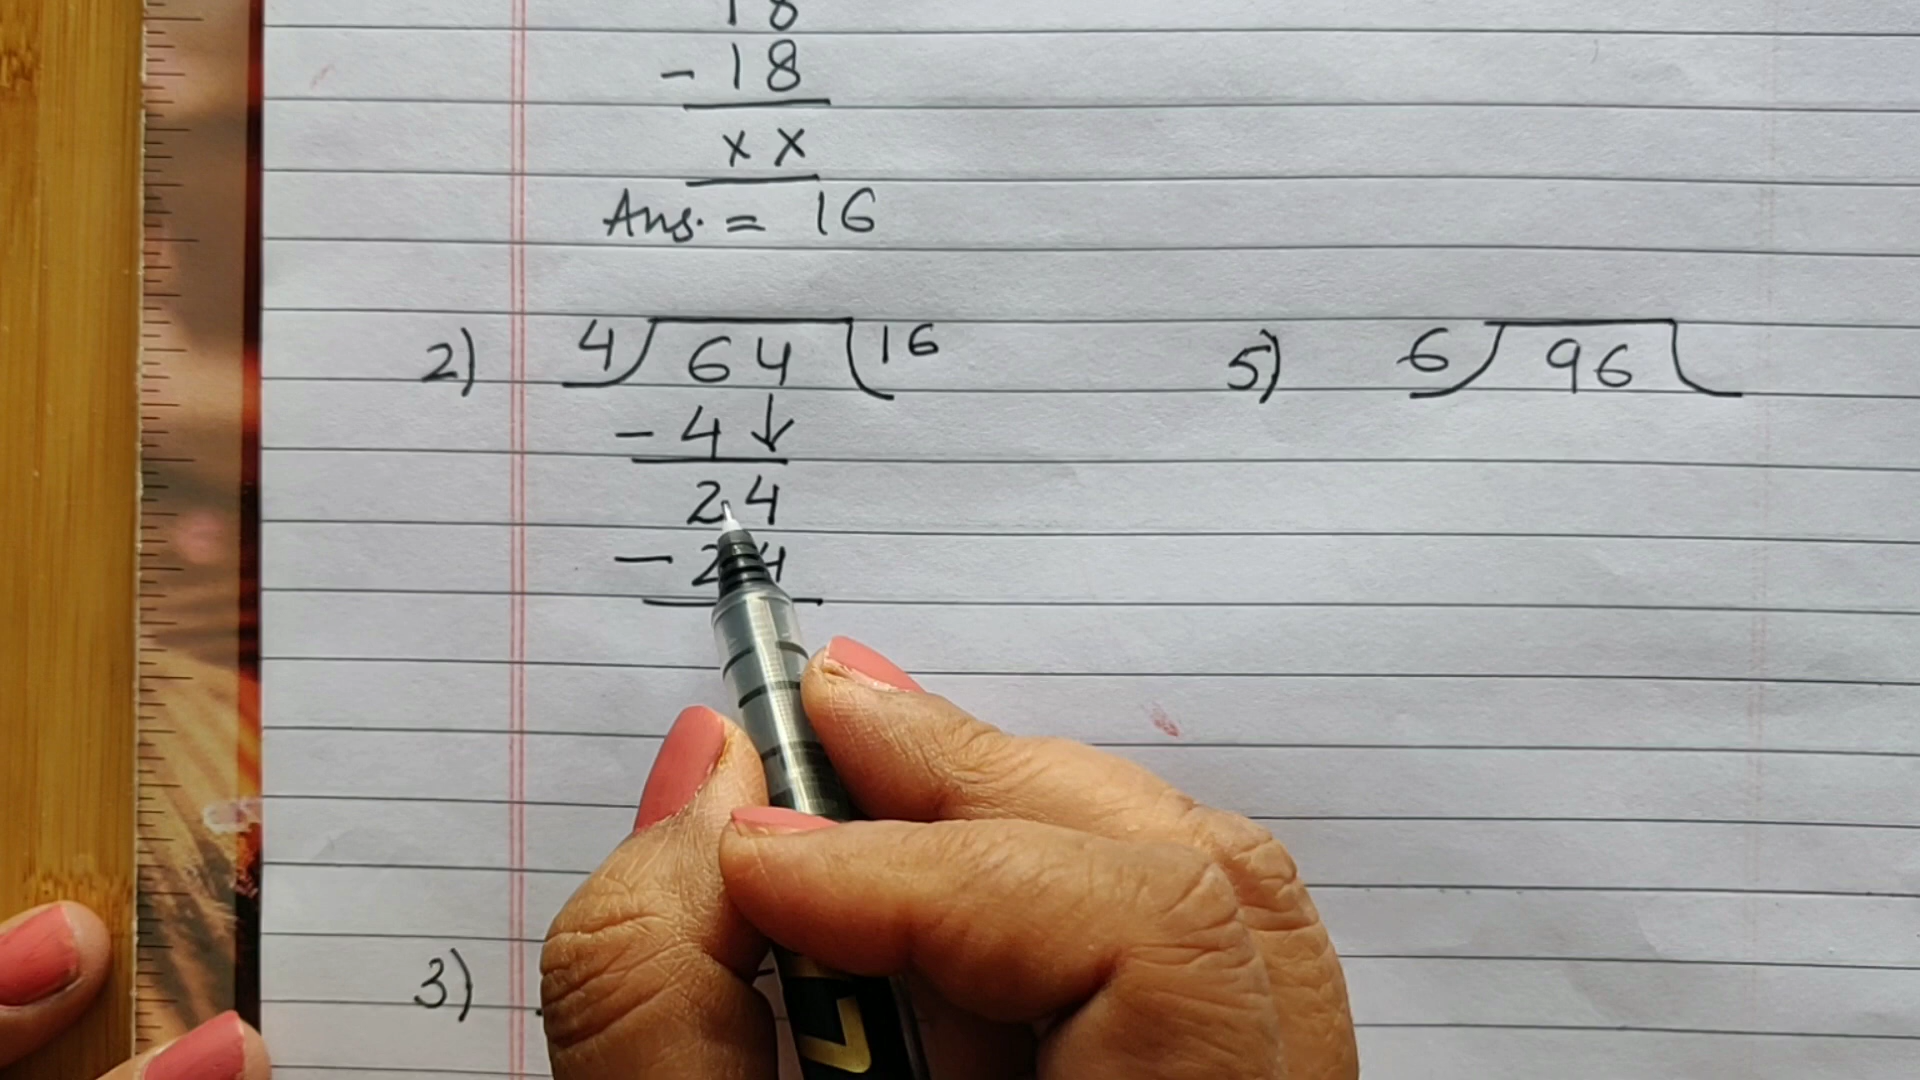 18
- 18
x x
Ans. = 16
2) 4 64 16
- 4 ↓
24
- 24
5) 6 96
3)